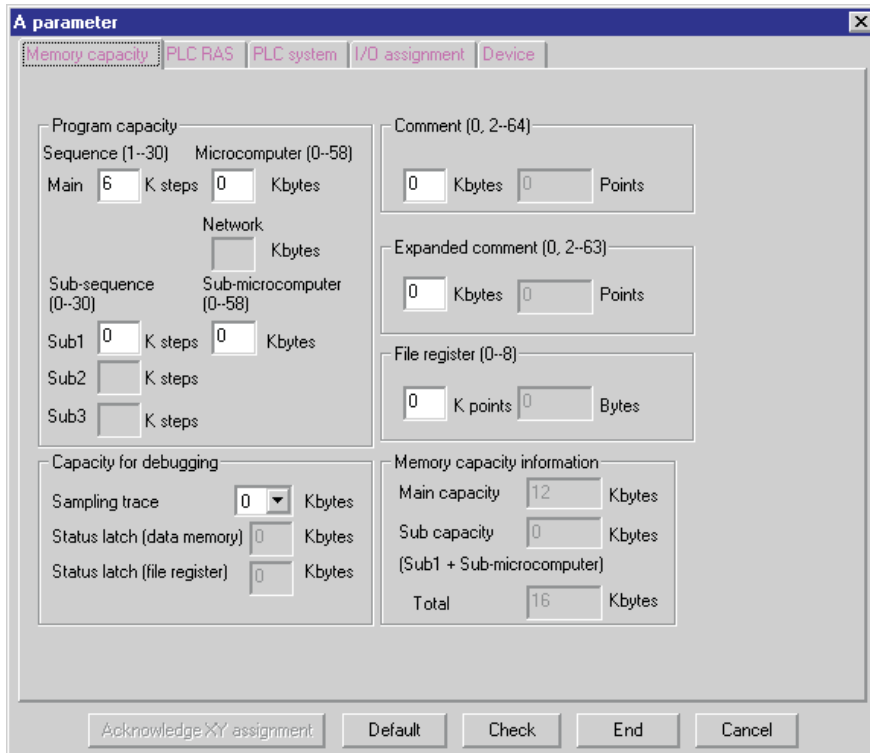 A parameter
Memory capacity PLC RAS PLC system I/O assignment Device
Program capacity
Sequence (1--30) Microcomputer (0--58)
Main 6 K steps 0 Kbytes
Network
Kbytes
Sub-sequence (0--30)
Sub-microcomputer (0--58)
Sub1 0 K steps 0 Kbytes
Sub2 K steps
Sub3 K steps
Comment (0, 2--64)
0 Kbytes 0 Points
Expanded comment (0, 2--63)
0 Kbytes 0 Points
File register (0--8)
0 K points 0 Bytes
Capacity for debugging
Sampling trace 0 Kbytes
Status latch (data memory) 0 Kbytes
Status latch (file register) 0 Kbytes
Memory capacity information
Main capacity 12 Kbytes
Sub capacity 0 Kbytes
(Sub1 + Sub-microcomputer)
Total 16 Kbytes
Acknowledge XY assignment Default Check End Cancel